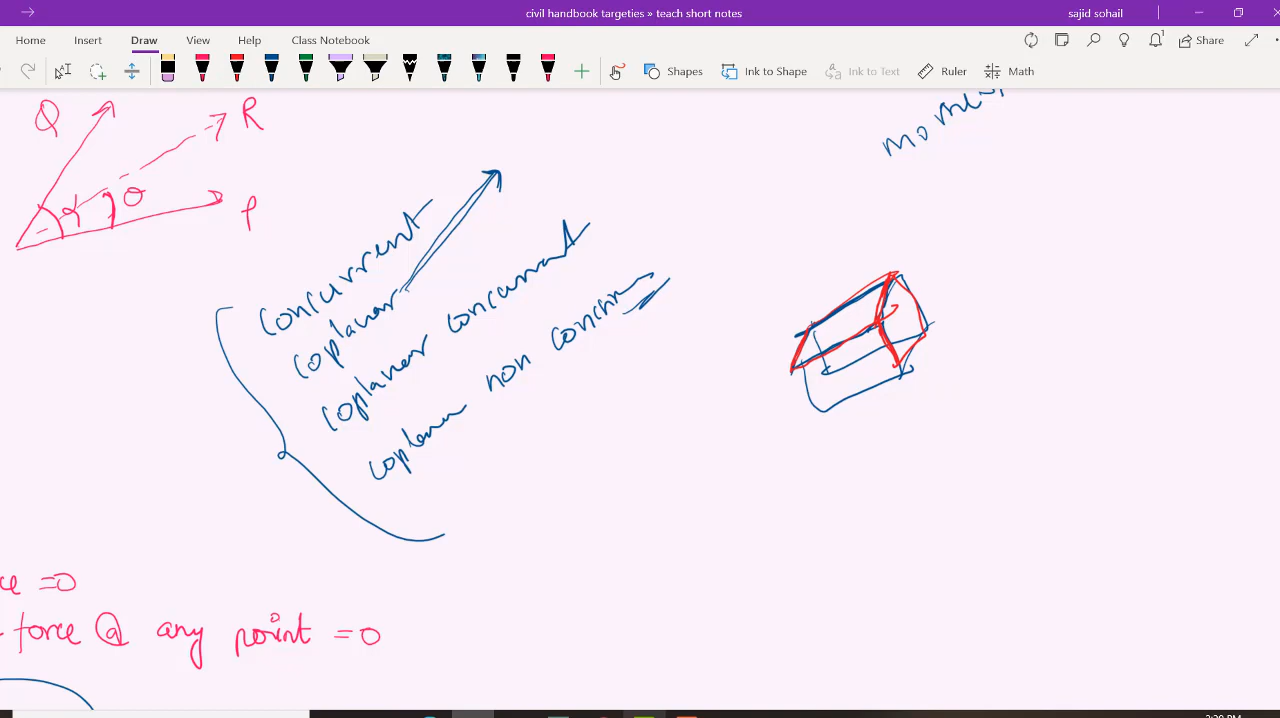 civil handbook targeties » teach short notes
sajid sohail
Home Insert Draw View Help Class Notebook
Shapes Ink to Shape Ink to Text Ruler Math
Share
Q
R
θ
α
P
concurrent
coplanar
coplanar concurrent
coplanar non concurr
=0
force @ any point =0